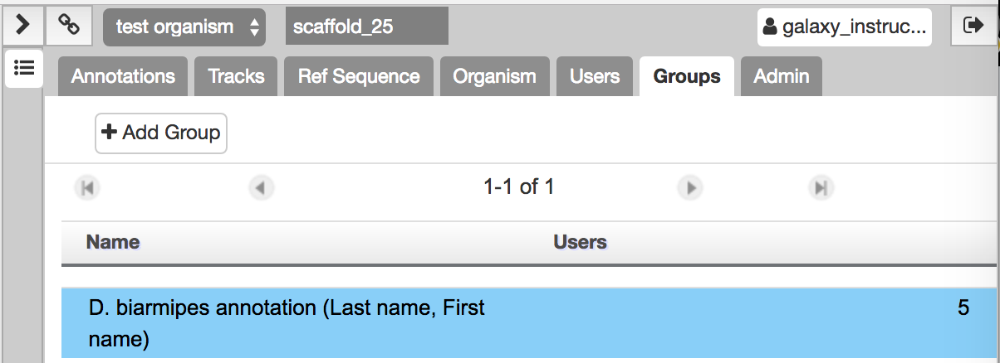 test organism scaffold_25 galaxy_instruc...
Annotations Tracks Ref Sequence Organism Users Groups Admin
+ Add Group
1-1 of 1
Name Users
D. biarmipes annotation (Last name, First 5
name)